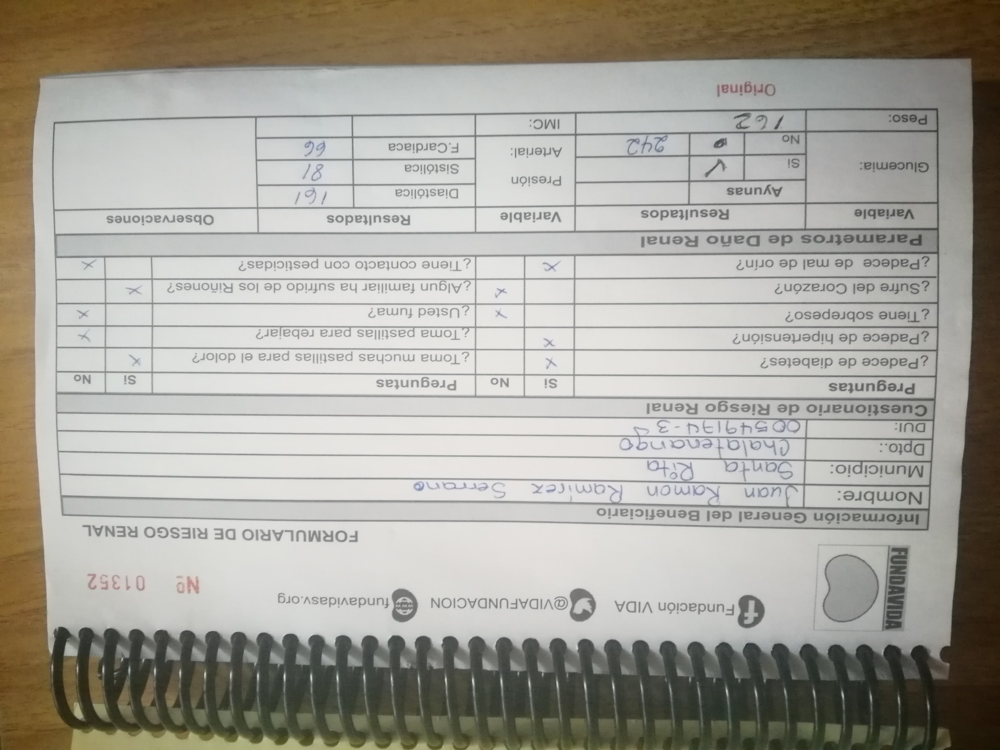 FUNDAVIDA
Fundación VIDA @VIDAFUNDACION fundavidasv.org
Nº 01352
FORMULARIO DE RIESGO RENAL
Información General del Beneficiario
Nombre: Juan Ramon Ramírez Serrano
Municipio: Santa Rita
Dpto.: Chalatenango
DUI: 00549174-3
Cuestionario de Riesgo Renal
Preguntas Si No Preguntas Si No
¿Padece de diabetes? X ¿Toma muchas pastillas para el dolor? X
¿Padece de hipertensión? X ¿Toma pastillas para rebajar? X
¿Tiene sobrepeso? X ¿Usted fuma? X
¿Sufre del Corazón? X ¿Algun familiar ha sufrido de los Riñones? X
¿Padece de mal de orín? X ¿Tiene contacto con pesticidas? X
Parametros de Daño Renal
Variable Resultados Variable Resultados Observaciones
Glucemia: Ayunas Presión Arterial: Diastólica 161
Si ✓ Sistólica 81
No 242 F.Cardiaca 66
Peso: 162 IMC:
Original